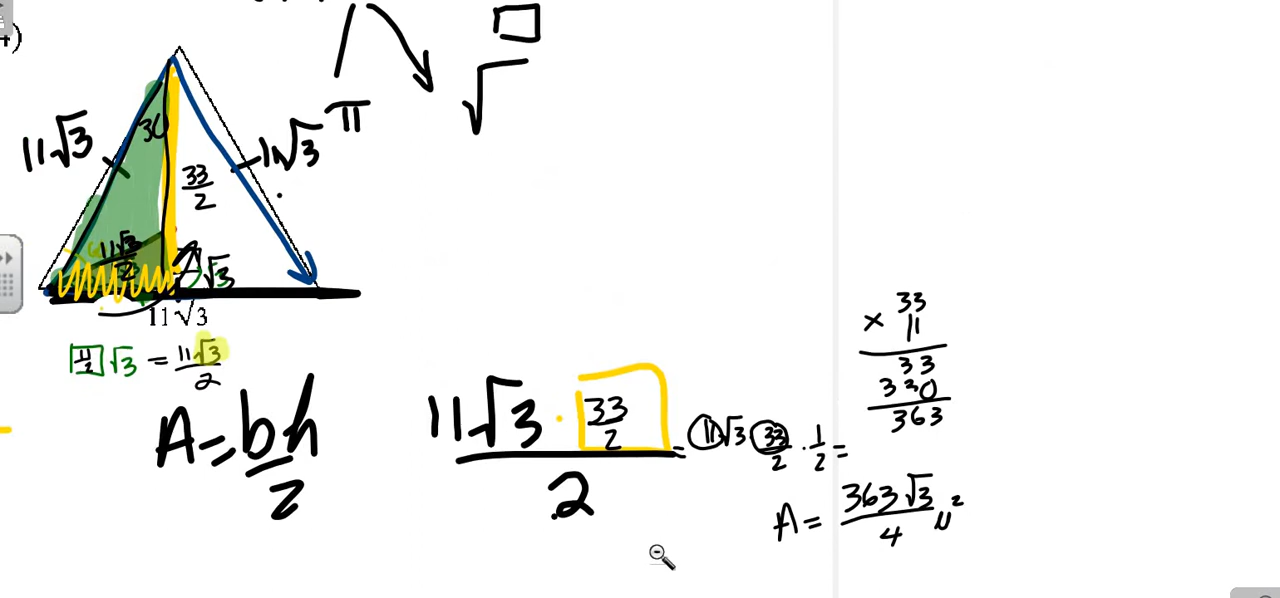 4)
π
√
11√3
30
11√3
33/2
11√3/2
√3
11√3
11/2 √3 = 11√3/2
A = bh/2
11√3 · 33/2 / 2 = 11√3 33/2 · 1/2 =
33
× 11
33
330
363
A = 363√3/4 u²